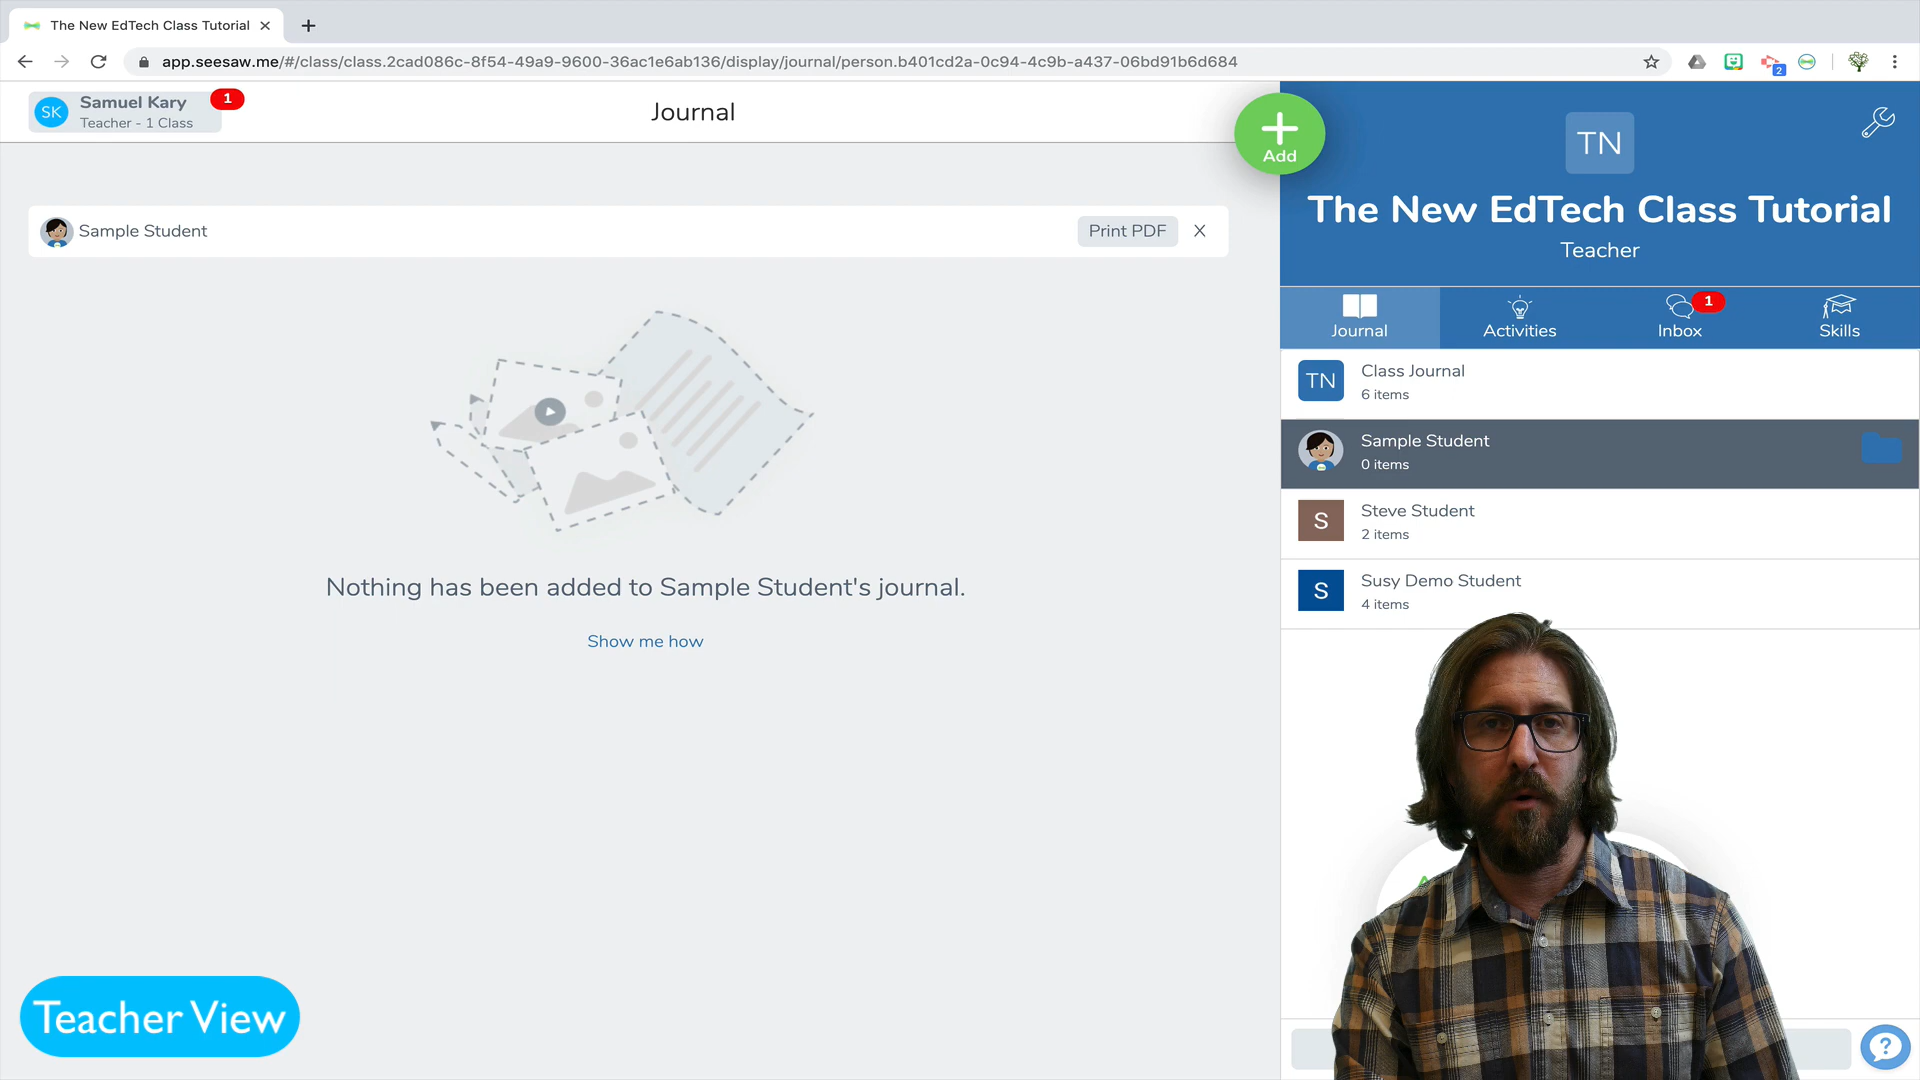 The New EdTech Class Tutorial
app.seesaw.me/#/class/class.2cad086c-8f54-49a9-9600-36ac1e6ab136/display/journal/person.b401cd2a-0c94-4c9b-a437-06bd91b6d684
2
SK
Samuel Kary
Teacher - 1 Class
1
Journal
Add
TN
The New EdTech Class Tutorial
Teacher
Sample Student
Print PDF
Journal
Activities
Inbox
1
Skills
TN
Class Journal
6 items
Sample Student
0 items
S
Steve Student
2 items
S
Susy Demo Student
4 items
Nothing has been added to Sample Student's journal.
Show me how
Teacher View
?